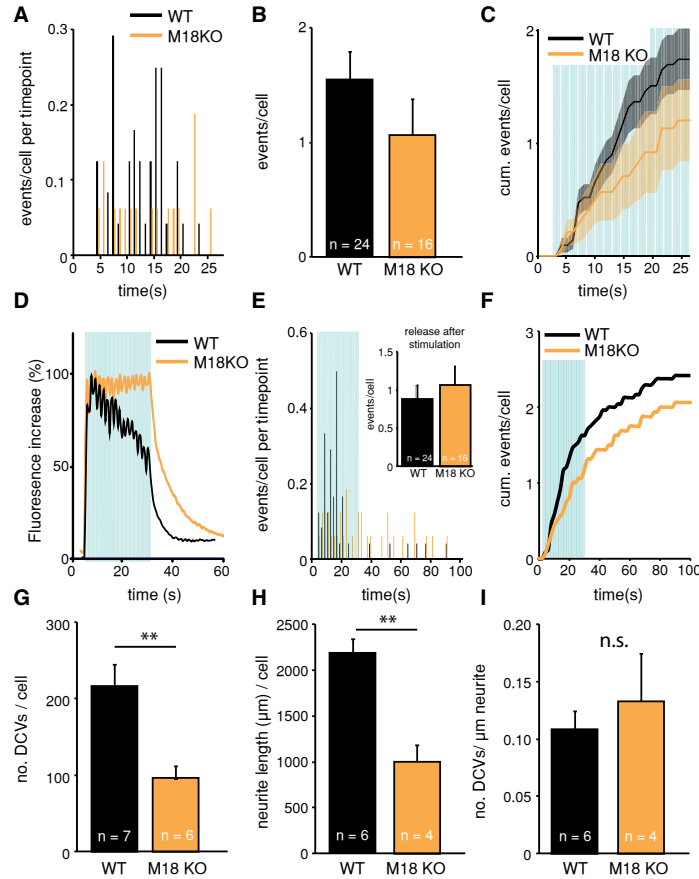 A
WT
M18KO
0.3
0.2
0.1
0
events/cell per timepoint
0 5 10 15 20 25
time(s)
B
2
1
0
events/cell
n = 24
n = 16
WT M18 KO
C
WT
M18 KO
2
1
0
cum. events/cell
0 5 10 15 20 25
time(s)
D
WT
M18KO
100
50
0
Fluoresence increase (%)
0 20 40 60
time (s)
E
0.6
0.4
0.2
0
events/cell per timepoint
0 20 40 60 80 100
time(s)
release after
stimulation
2
1
0
events/cell
n = 24
n = 16
WT M18 KO
F
WT
M18KO
3
2
1
0
cum. events/cell
0 20 40 60 80 100
time(s)
G
300
200
100
0
no. DCVs / cell
**
n = 7
n = 6
WT M18 KO
H
2500
2000
1500
1000
500
0
neurite length (µm) / cell
**
n = 6
n = 4
WT M18 KO
I
0.20
0.15
0.10
0.05
0.00
no. DCVs/ µm neurite
n.s.
n = 6
n = 4
WT M18 KO